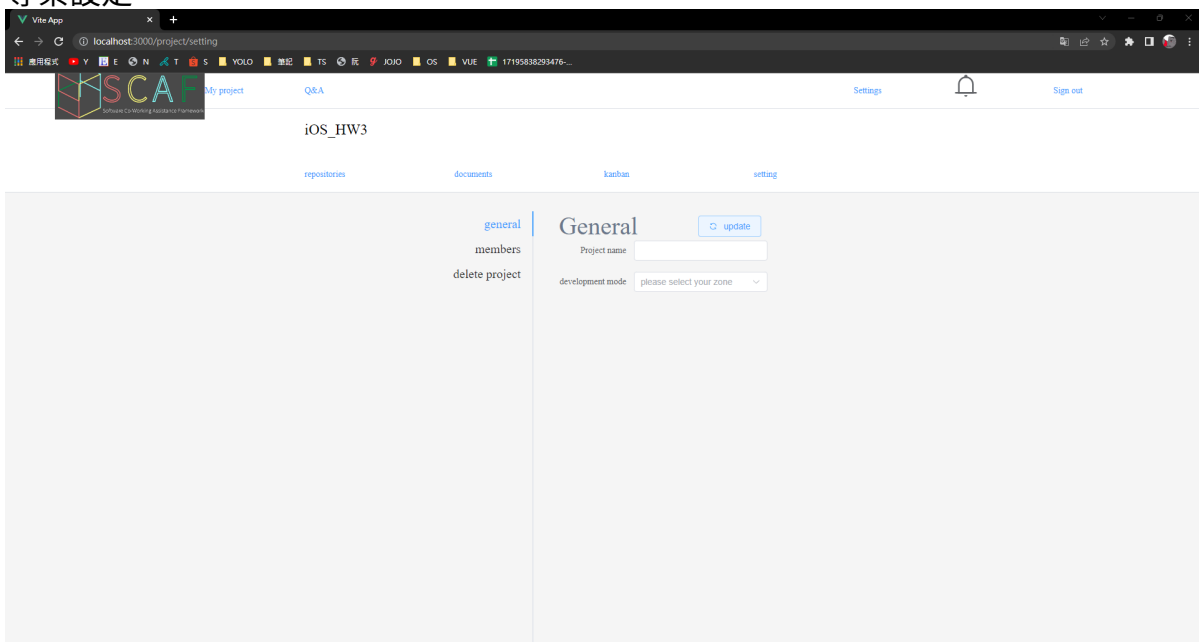 專案設定
Vite App
localhost:3000/project/setting
應用程式 Y E N T S YOLO 筆記 TS 阮 JOJO OS VUE 17195838293476-...
SCAF My project Q&A Settings Sign out
Software Co-Working Assistance Framework
iOS_HW3
repositories documents kanban setting
general General update
members Project name
delete project development mode please select your zone